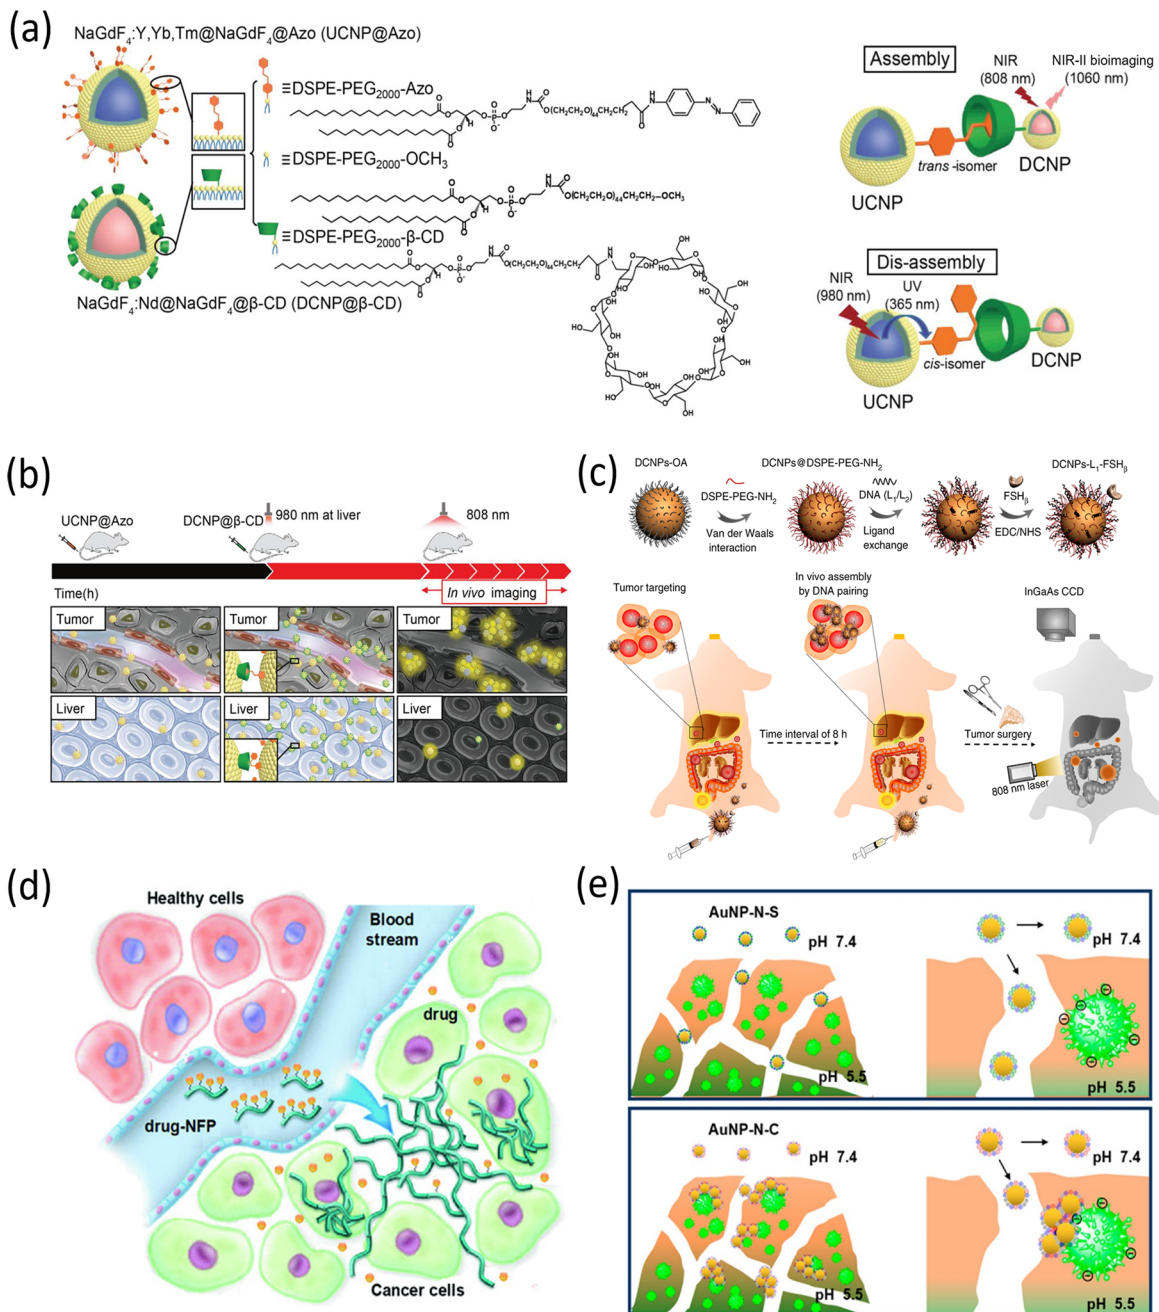 (a)
NaGdF₄:Y,Yb,Tm@NaGdF₄@Azo (UCNP@Azo)
≡DSPE-PEG₂₀₀₀-Azo
≡DSPE-PEG₂₀₀₀-OCH₃
≡DSPE-PEG₂₀₀₀-β-CD
NaGdF₄:Nd@NaGdF₄@β-CD (DCNP@β-CD)
Assembly
NIR
(808 nm)
NIR-II bioimaging
(1060 nm)
trans-isomer
DCNP
UCNP
Dis-assembly
NIR
(980 nm)
UV
(365 nm)
cis-isomer
DCNP
UCNP
(b)
UCNP@Azo
DCNP@β-CD
980 nm at liver
808 nm
Time(h)
In vivo imaging
Tumor
Tumor
Tumor
Liver
Liver
Liver
(c)
DCNPs-OA
DCNPs@DSPE-PEG-NH₂
DCNPs-L₁-FSHᵦ
DSPE-PEG-NH₂
Van der Waals
interaction
DNA (L₁/L₂)
Ligand
exchange
FSHᵦ
EDC/NHS
Tumor targeting
In vivo assembly
by DNA pairing
InGaAs CCD
Time interval of 8 h
Tumor surgery
808 nm laser
(d)
Healthy cells
Blood
stream
drug
drug-NFP
Cancer cells
(e)
AuNP-N-S
pH 7.4
pH 5.5
pH 7.4
pH 5.5
AuNP-N-C
pH 7.4
pH 5.5
pH 7.4
pH 5.5